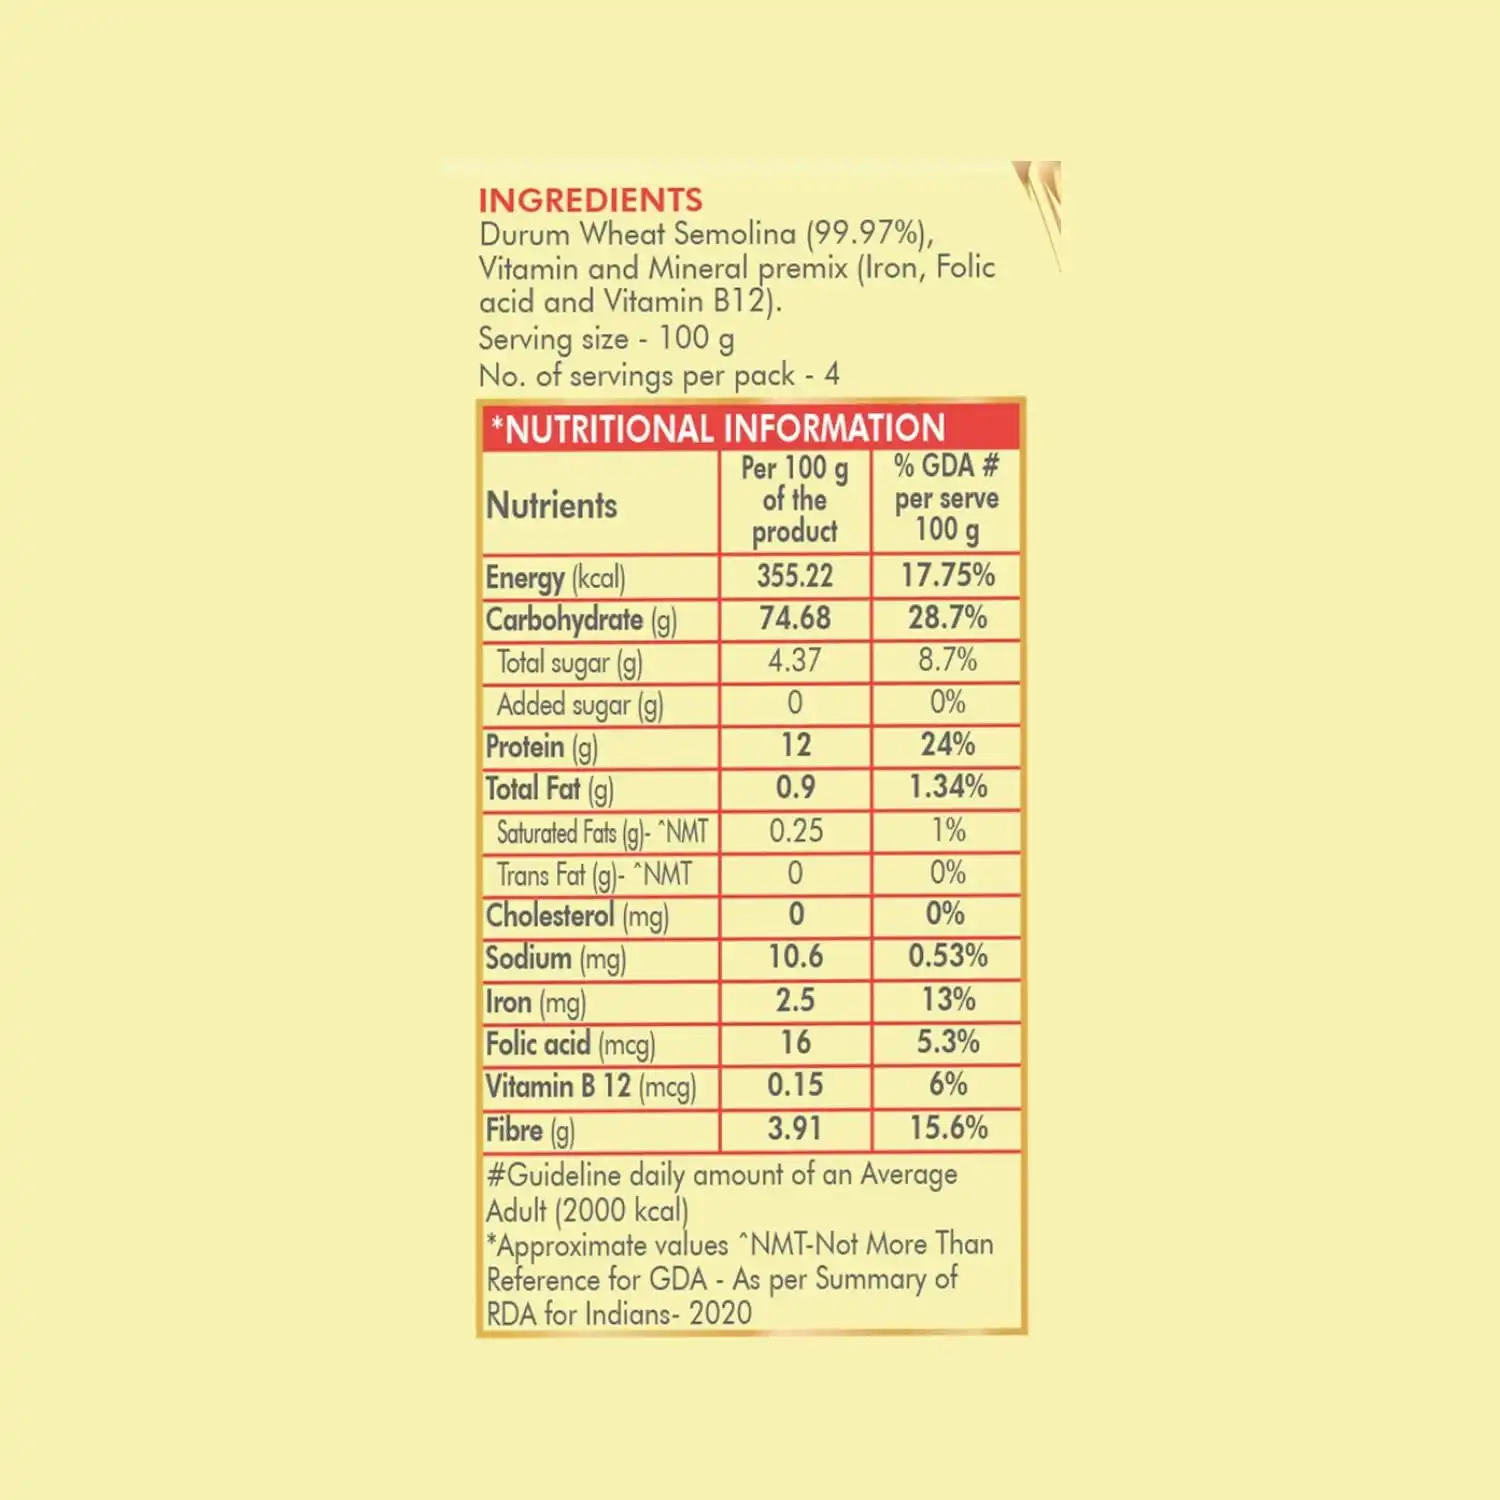 INGREDIENTS
Durum Wheat Semolina (99.97%),
Vitamin and Mineral premix (Iron, Folic
acid and Vitamin B12).
Serving size - 100 g
No. of servings per pack - 4
*NUTRITIONAL INFORMATION
Nutrients Per 100 g of the product % GDA # per serve 100 g
Energy (kcal) 355.22 17.75%
Carbohydrate (g) 74.68 28.7%
Total sugar (g) 4.37 8.7%
Added sugar (g) 0 0%
Protein (g) 12 24%
Total Fat (g) 0.9 1.34%
Saturated Fats (g)- ^NMT 0.25 1%
Trans Fat (g)- ^NMT 0 0%
Cholesterol (mg) 0 0%
Sodium (mg) 10.6 0.53%
Iron (mg) 2.5 13%
Folic acid (mcg) 16 5.3%
Vitamin B 12 (mcg) 0.15 6%
Fibre (g) 3.91 15.6%
#Guideline daily amount of an Average
Adult (2000 kcal)
*Approximate values ^NMT-Not More Than
Reference for GDA - As per Summary of
RDA for Indians- 2020